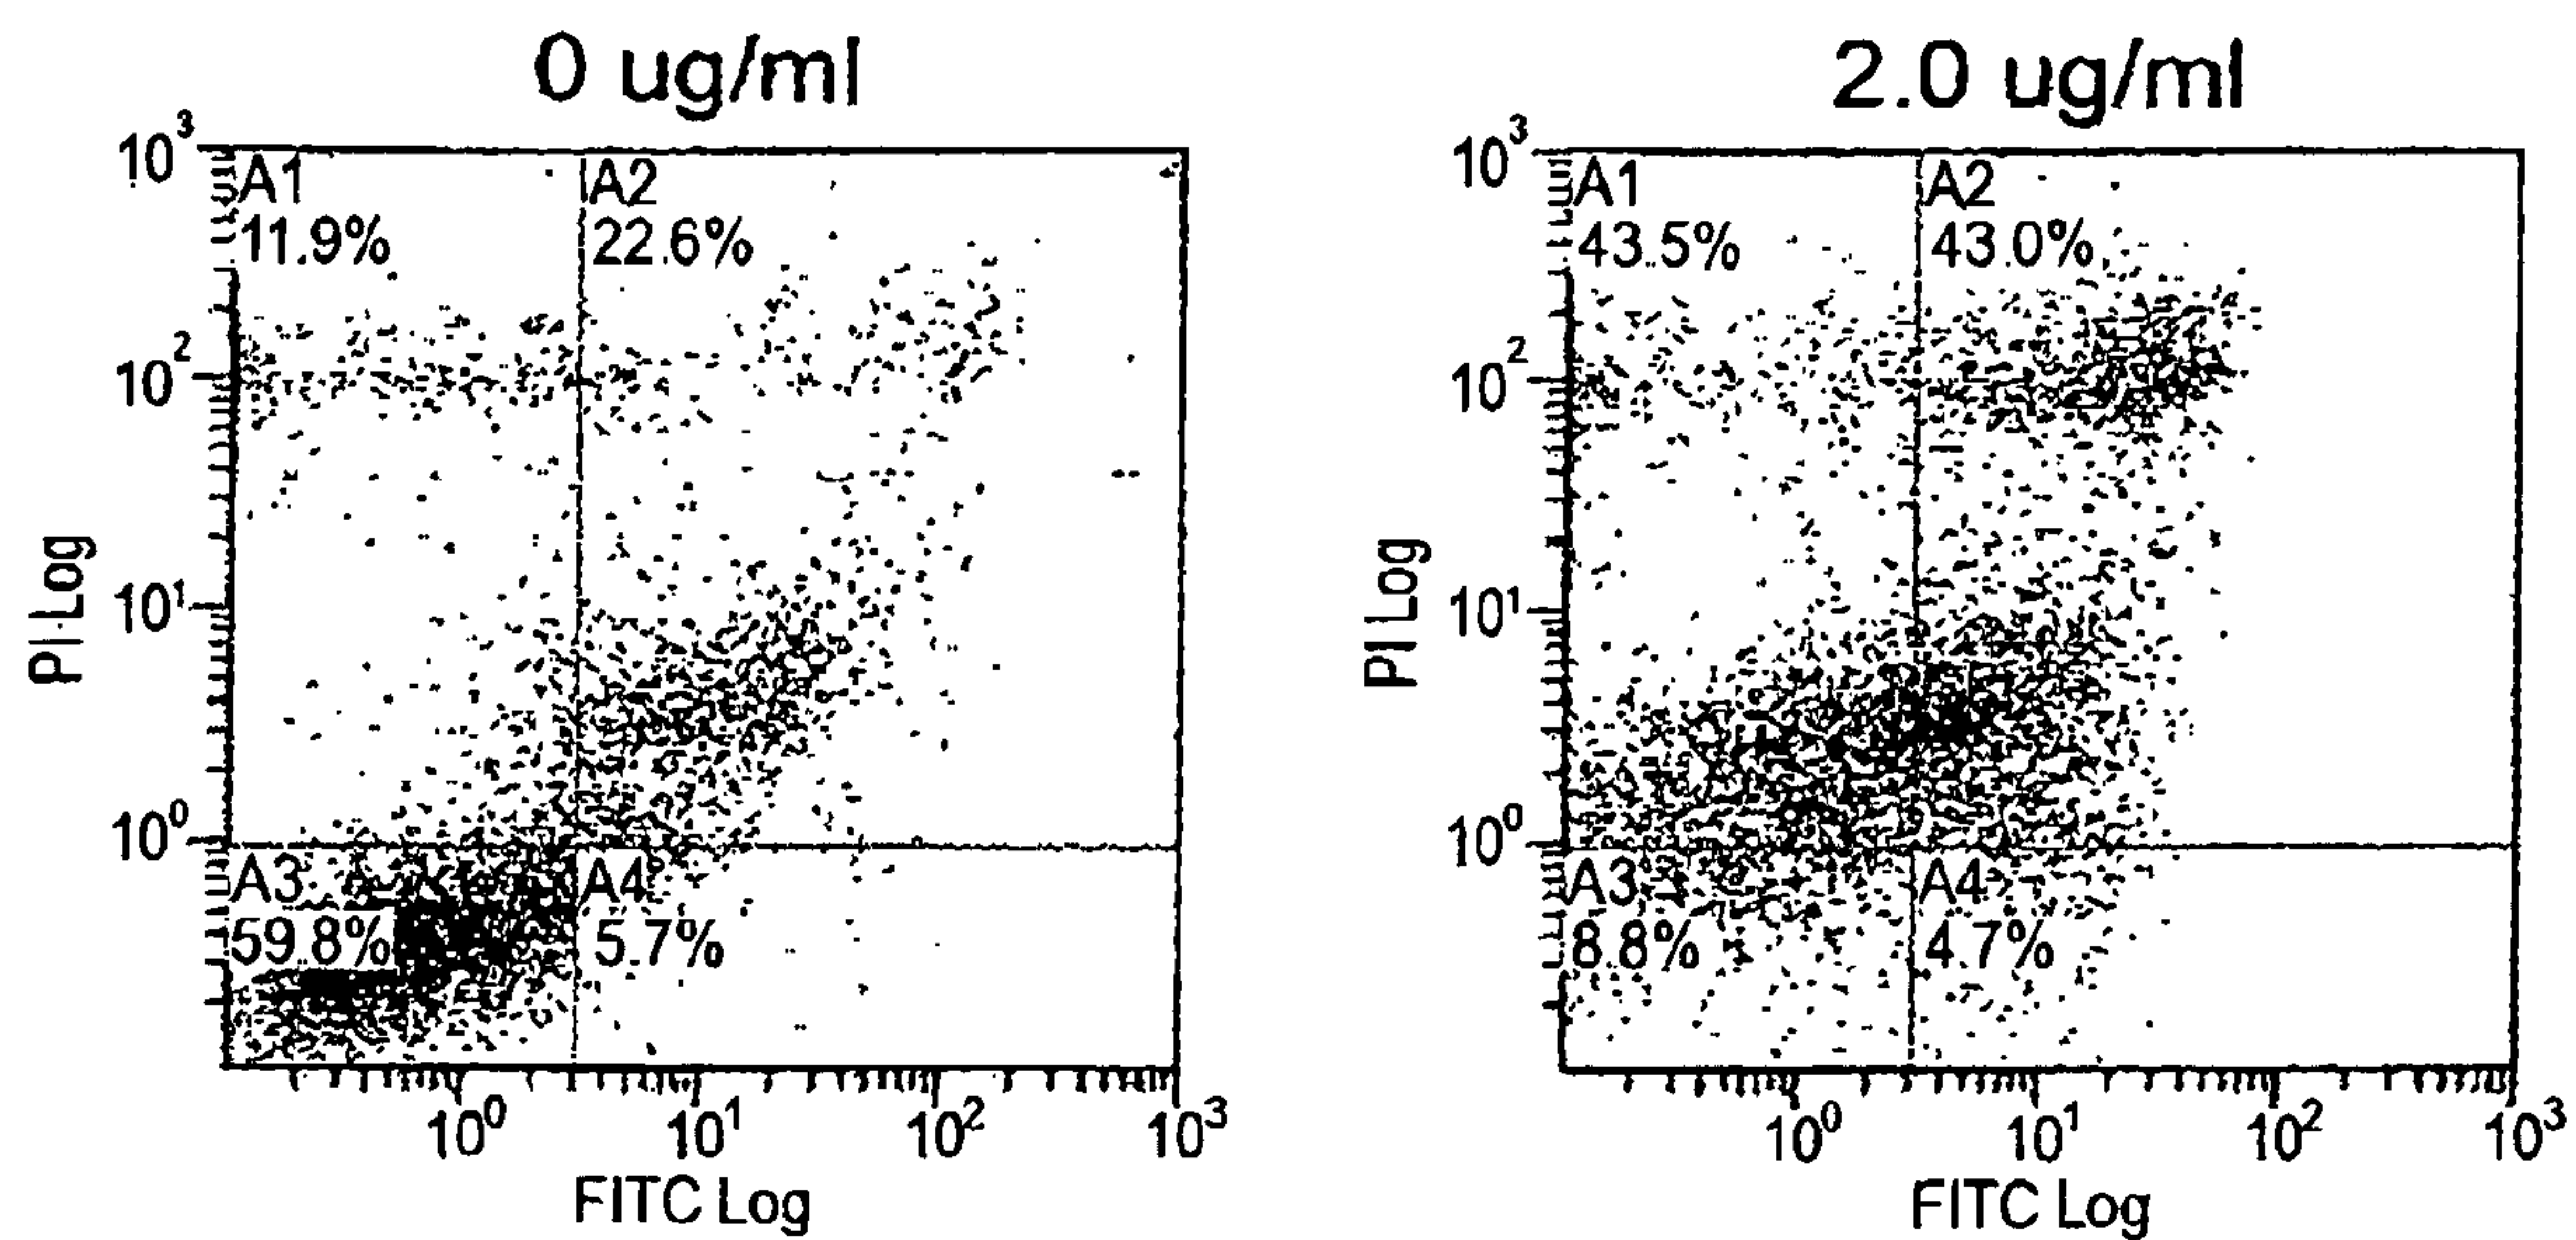 0 ug/ml
10³
A1
11.9%
A2
22.6%
10²
PI Log
10¹
10⁰
A3
59.8%
A4
5.7%
10⁰ 10¹ 10² 10³
FITC Log
2.0 ug/ml
10³
A1
43.5%
A2
43.0%
10²
PI Log
10¹
10⁰
A3
8.8%
A4
4.7%
10⁰ 10¹ 10² 10³
FITC Log